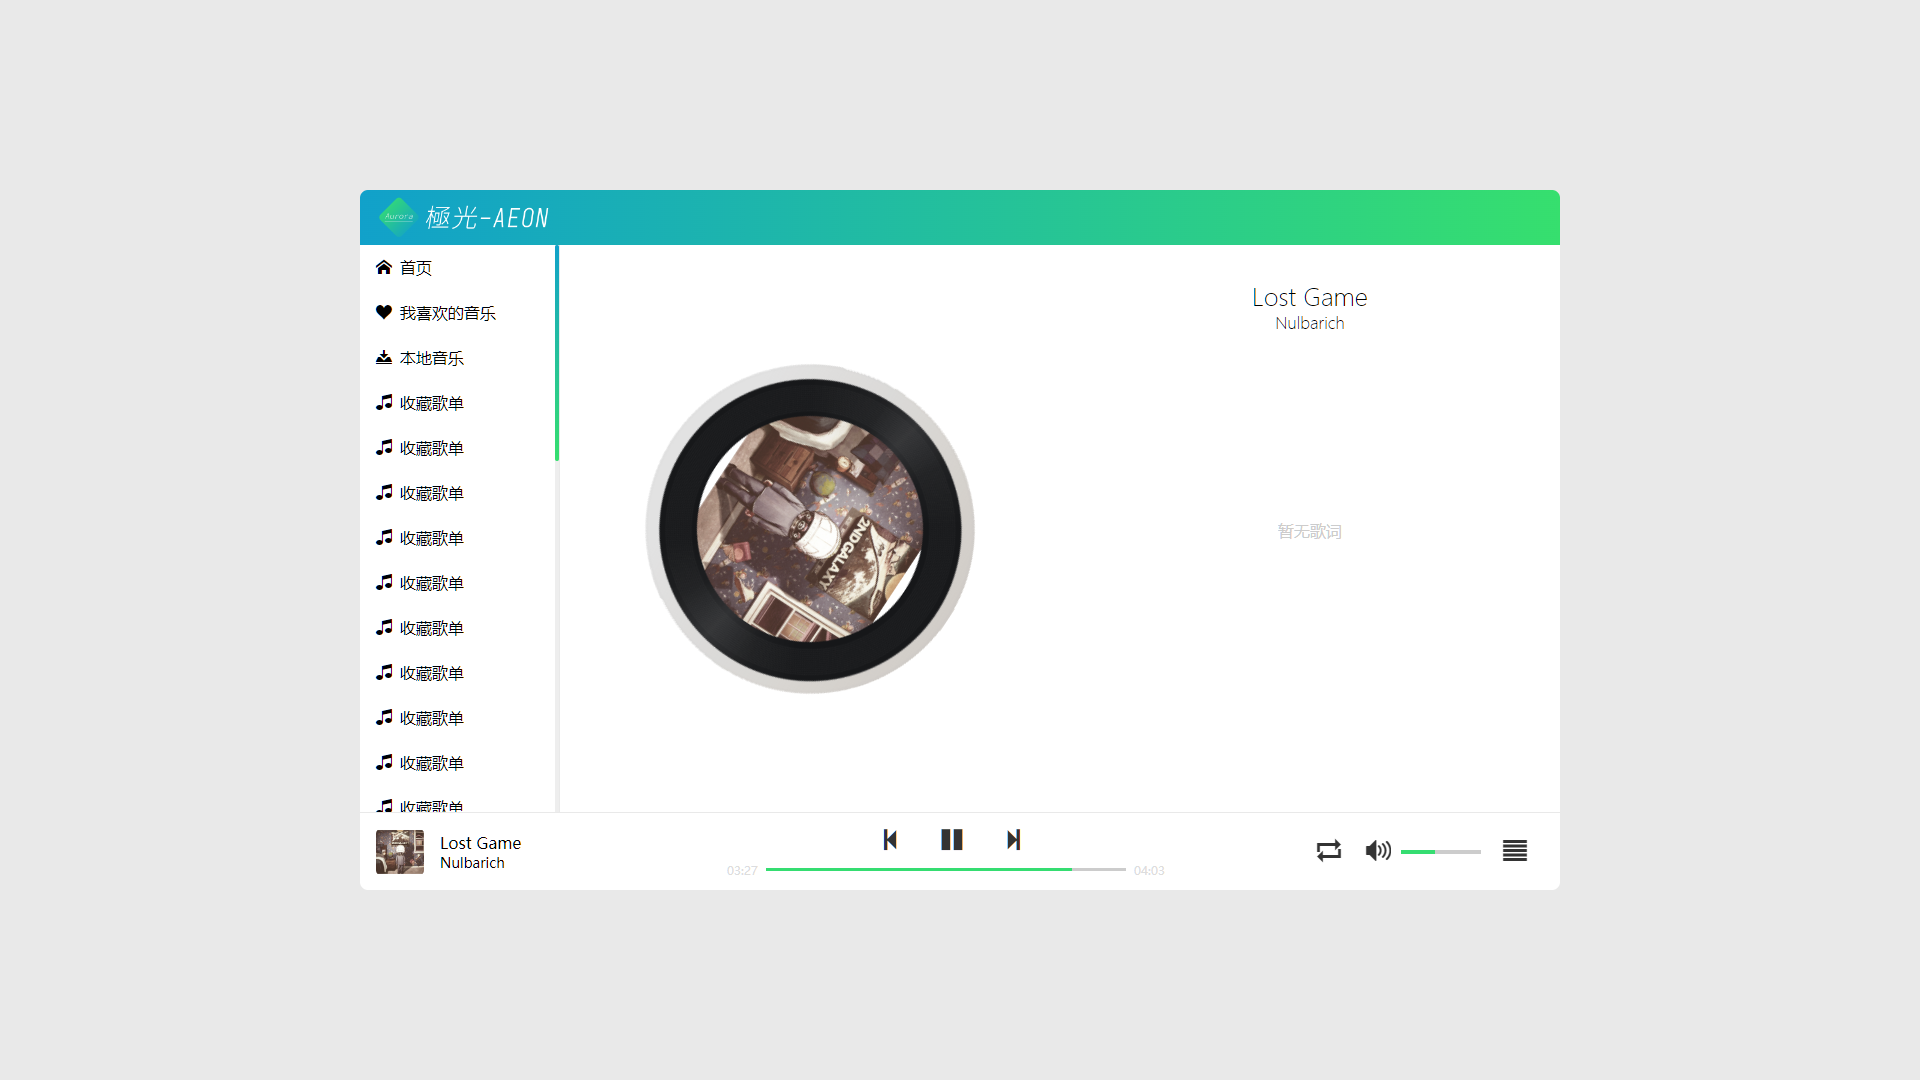 Aurora
極光-AEON
首页
我喜欢的音乐
本地音乐
收藏歌单
收藏歌单
收藏歌单
收藏歌单
收藏歌单
收藏歌单
收藏歌单
收藏歌单
收藏歌单
收藏歌单
Lost Game
Nulbarich
2NDGALAXY
暂无歌词
Lost Game
Nulbarich
03:27
04:03